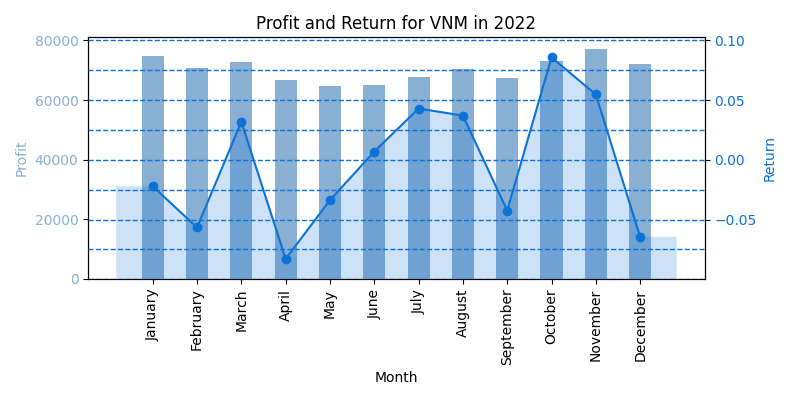 Profit and Return for VNM in 2022
80000
60000
40000
20000
0
Profit
0.10
0.05
0.00
−0.05
Return
January
February
March
April
May
June
July
August
September
October
November
December
Month